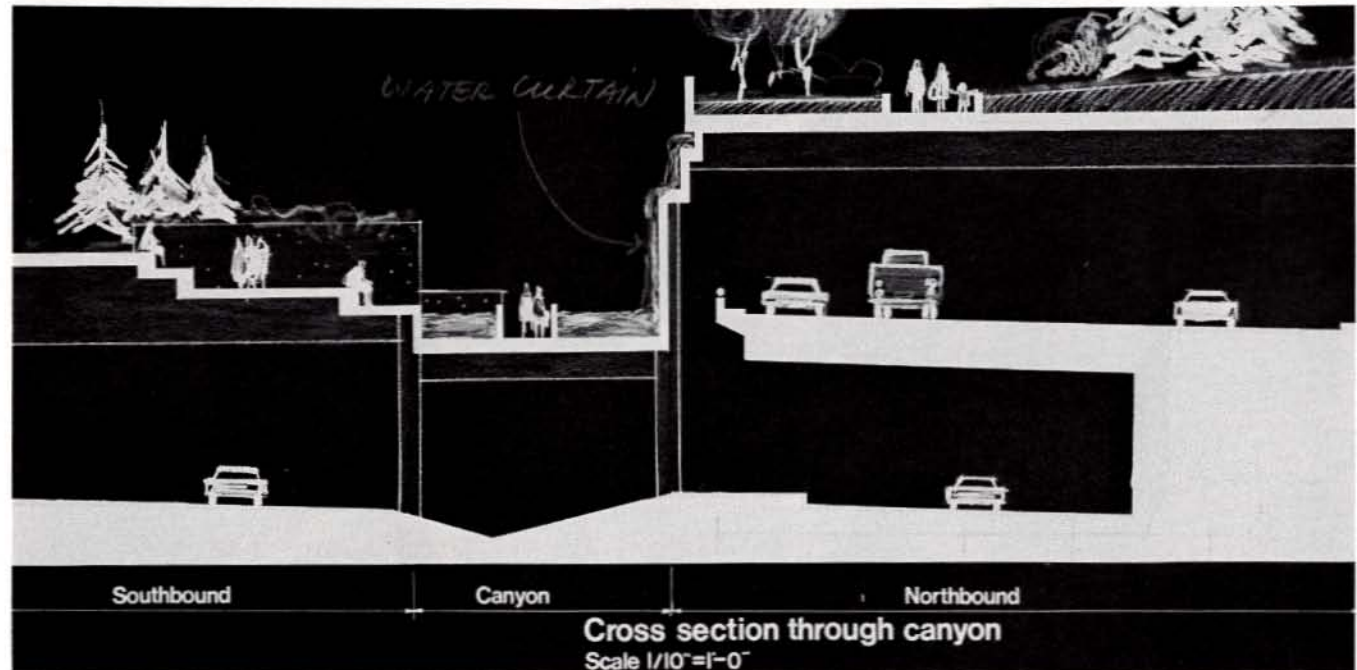 WATER CURTAIN
Southbound Canyon Northbound
Cross section through canyon
Scale 1/10"=1'-0"